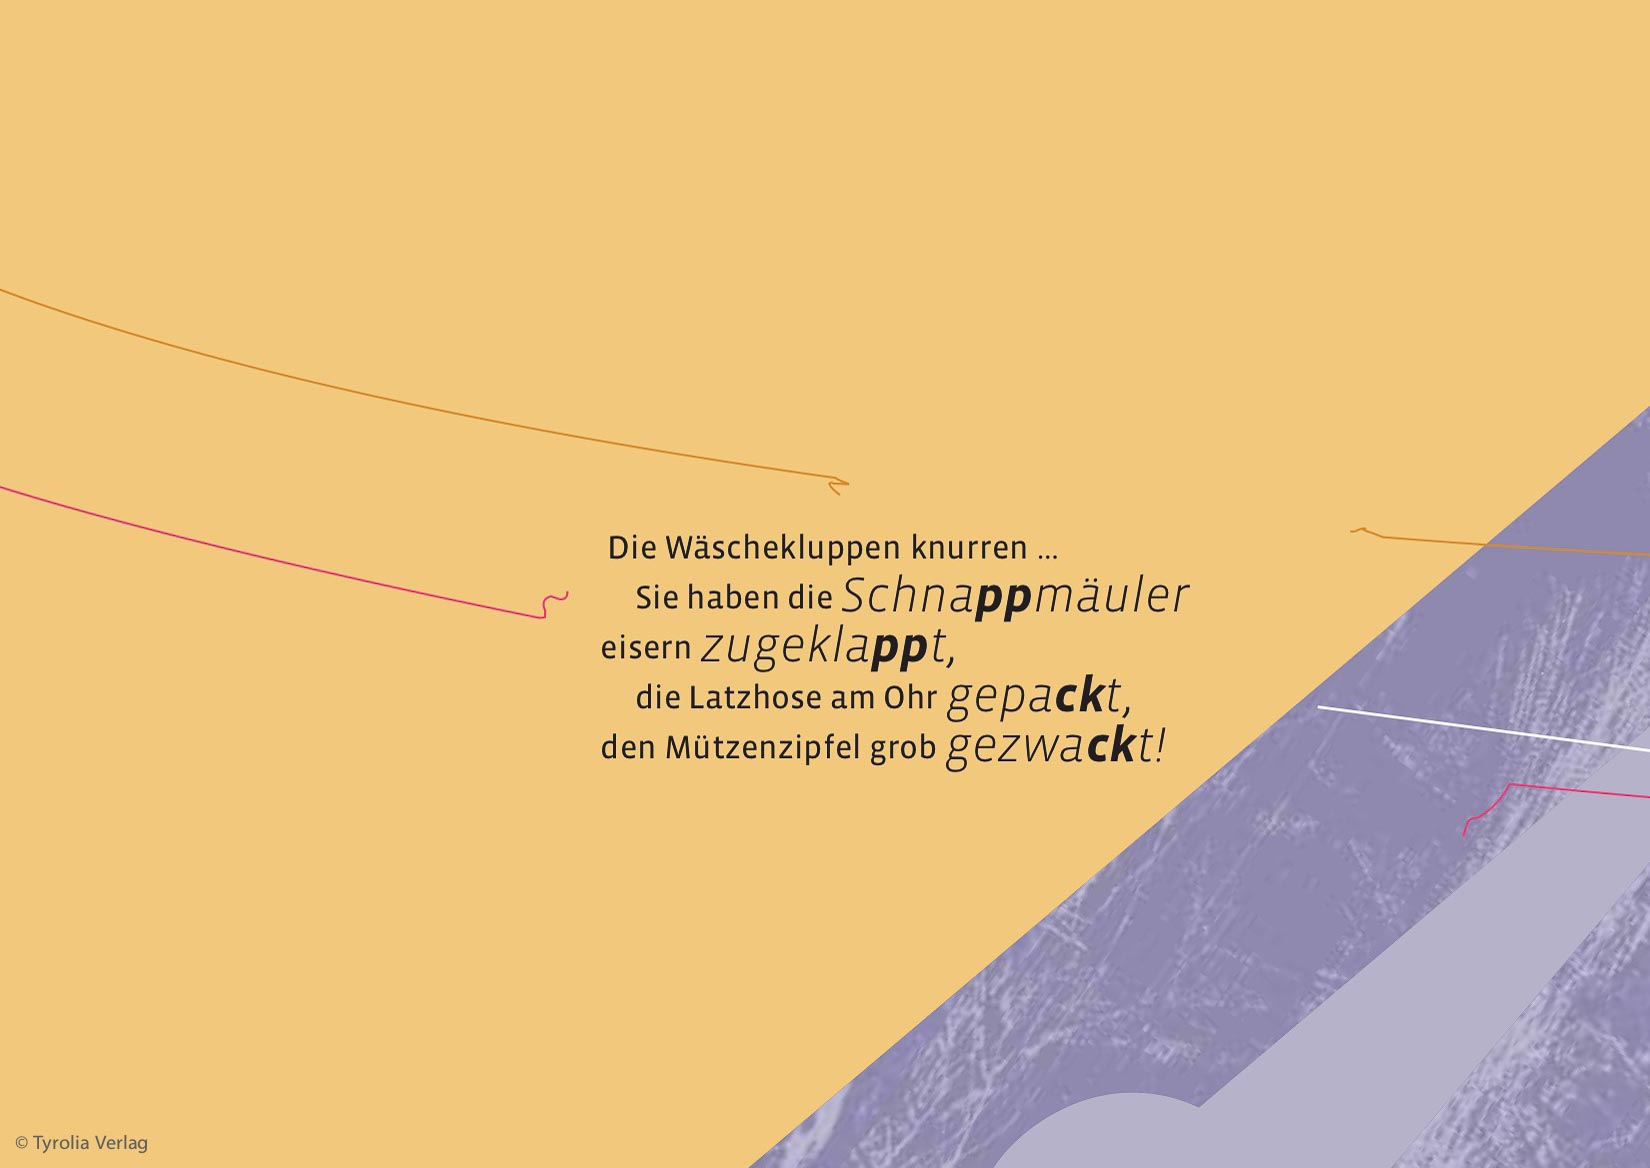 Die Wäschekluppen knurren ...
Sie haben die Schnappmäuler
eisern zugeklappt,
die Latzhose am Ohr gepackt,
den Mützenzipfel grob gezwackt!
© Tyrolia Verlag